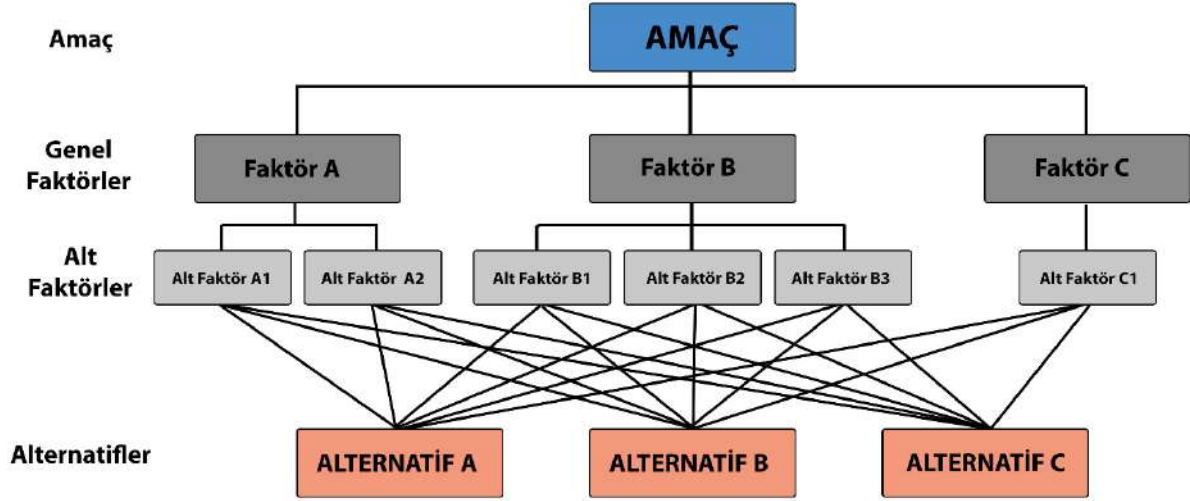 Amaç
AMAÇ
Genel
Faktörler
Faktör A
Faktör B
Faktör C
Alt
Faktörler
Alt Faktör A1
Alt Faktör A2
Alt Faktör B1
Alt Faktör B2
Alt Faktör B3
Alt Faktör C1
Alternatifler
ALTERNATİF A
ALTERNATİF B
ALTERNATİF C